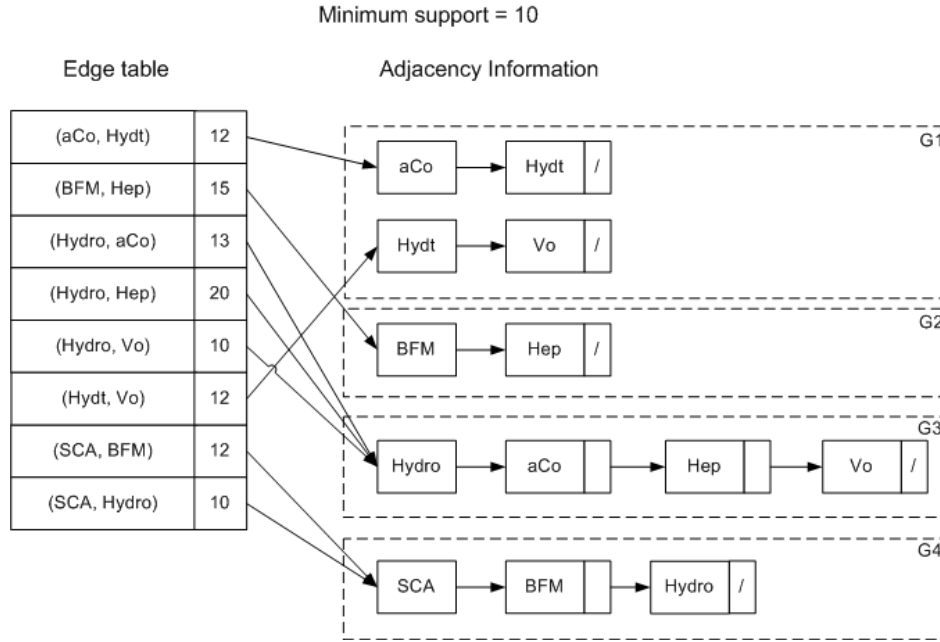 Minimum support = 10
Edge table
Adjacency Information
(aCo, Hydt) 12
(BFM, Hep) 15
(Hydro, aCo) 13
(Hydro, Hep) 20
(Hydro, Vo) 10
(Hydt, Vo) 12
(SCA, BFM) 12
(SCA, Hydro) 10
G1
aCo Hydt /
Hydt Vo /
G2
BFM Hep /
G3
Hydro aCo Hep Vo /
G4
SCA BFM Hydro /